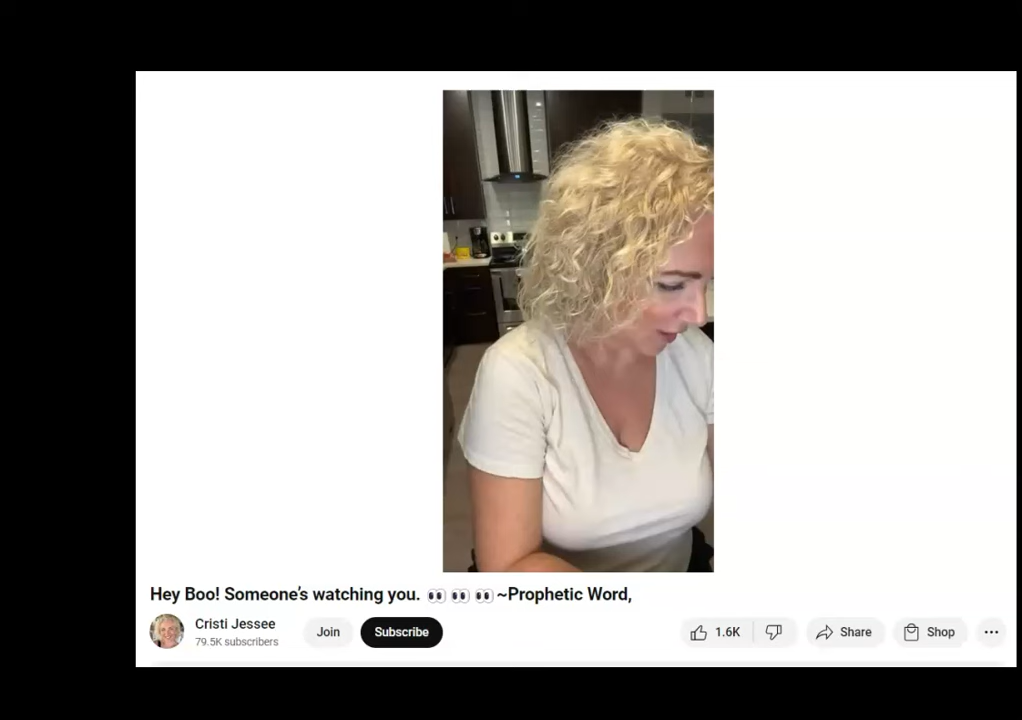 Hey Boo! Someone's watching you. 👀 👀 👀 ~Prophetic Word,
Cristi Jessee
79.5K subscribers
Join
Subscribe
1.6K
Share
Shop